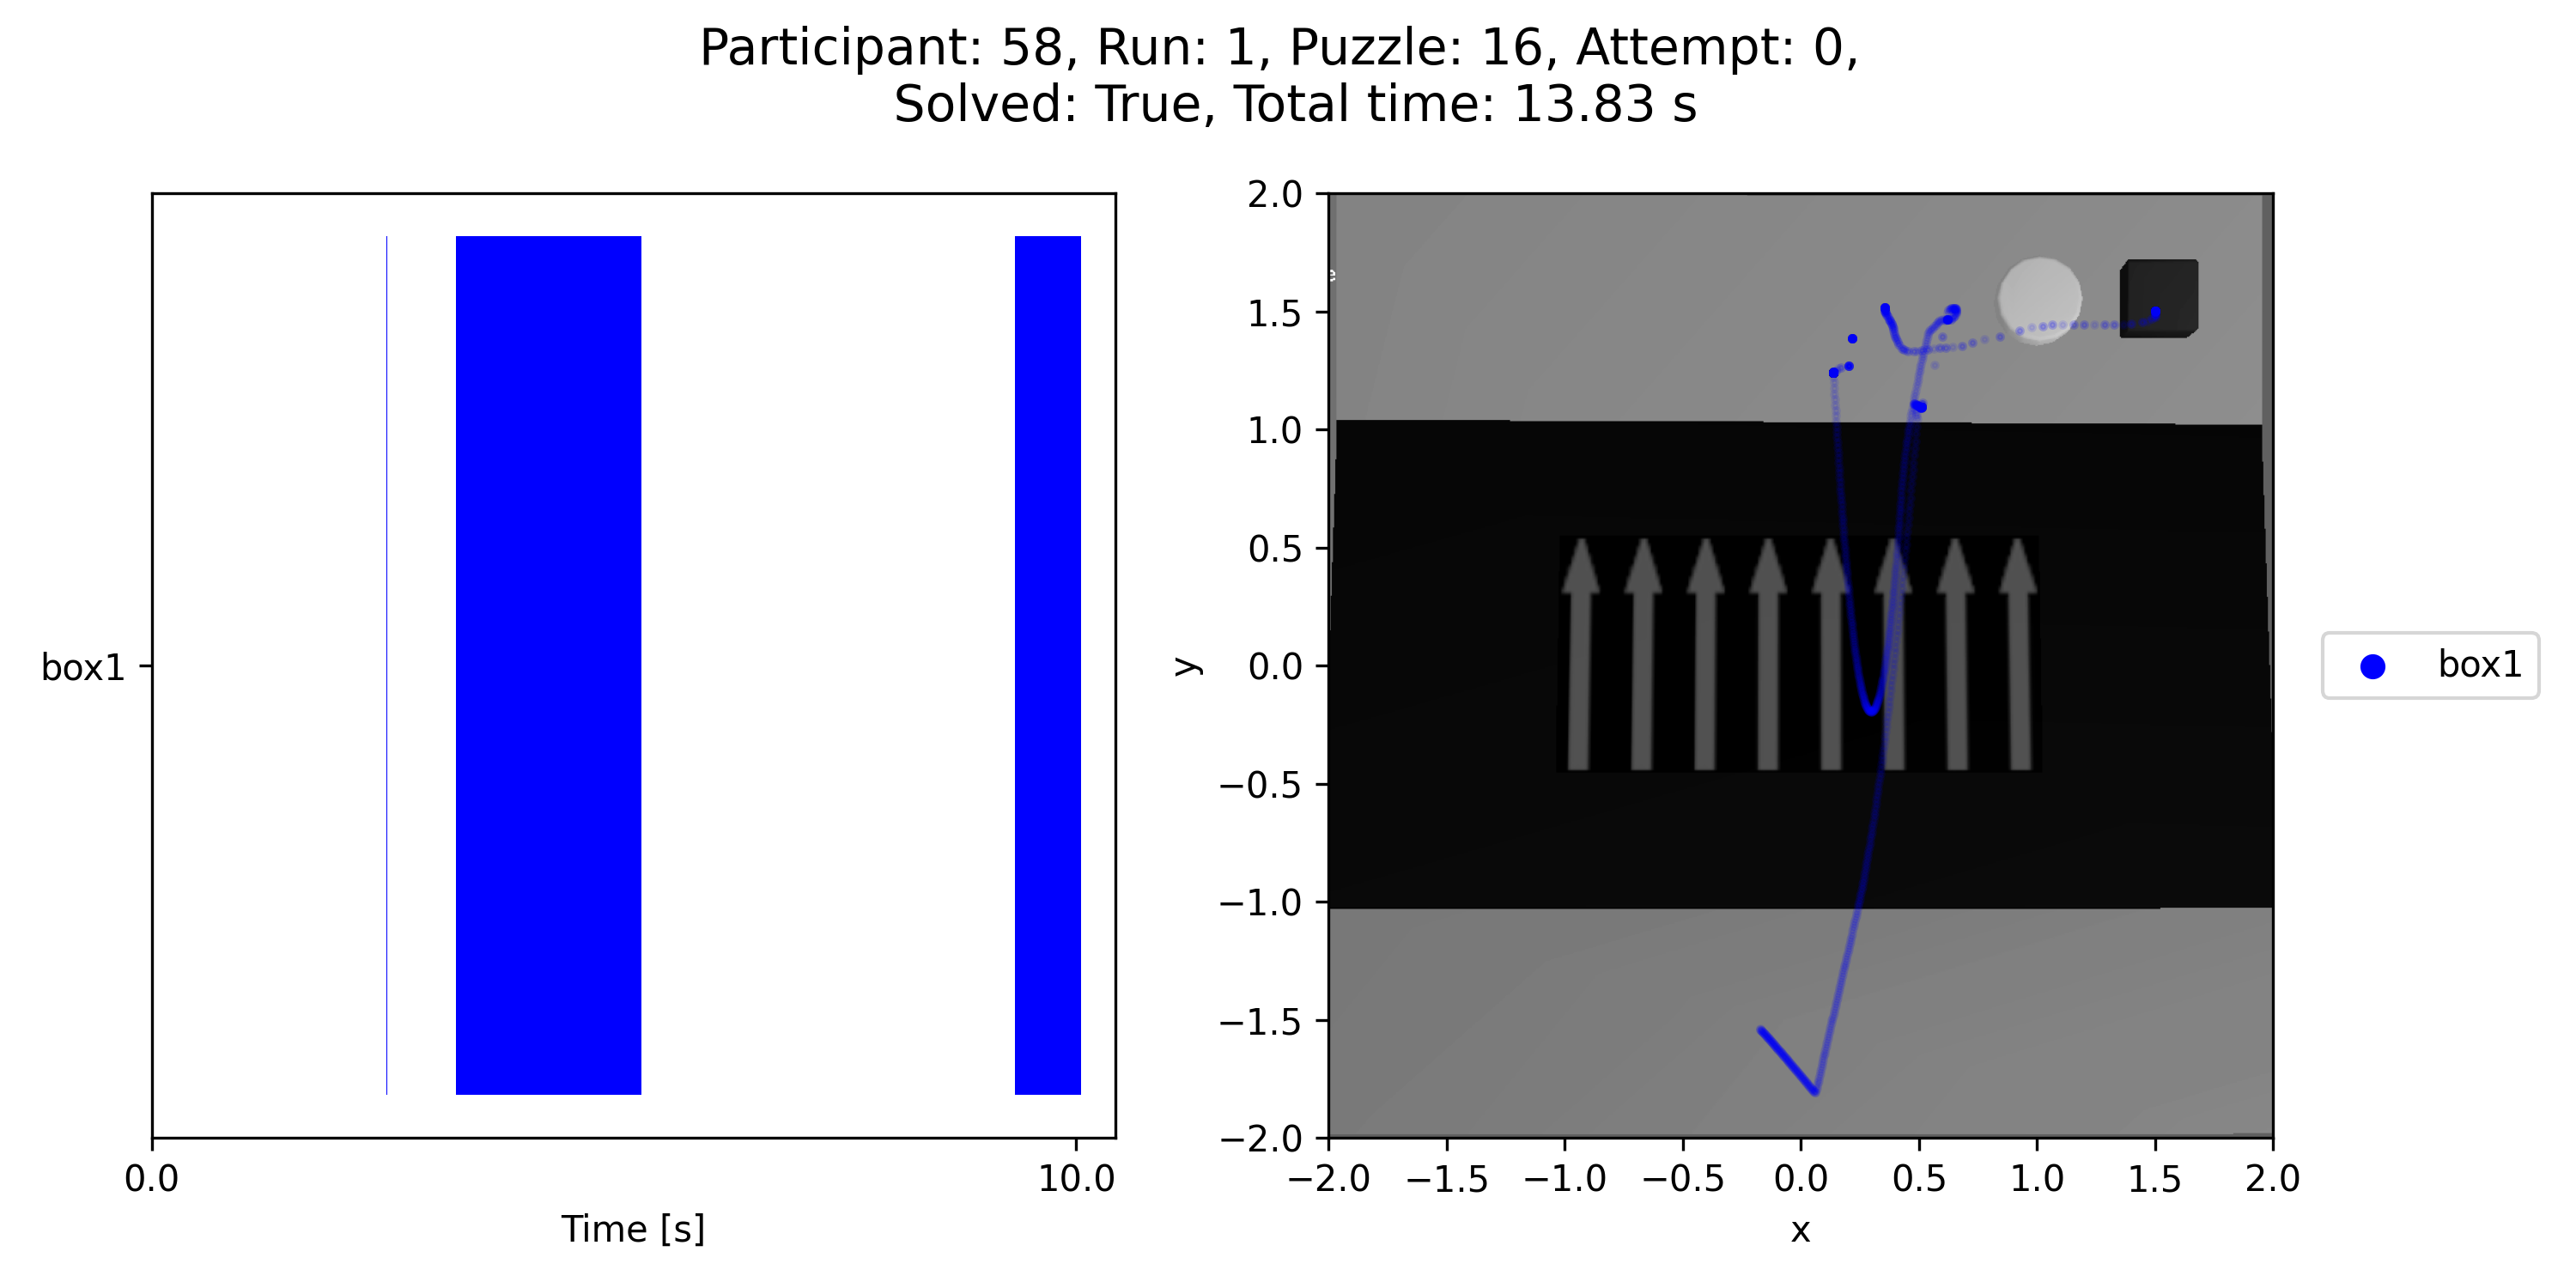 Participant: 58, Run: 1, Puzzle: 16, Attempt: 0,
Solved: True, Total time: 13.83 s
box1
0.0
10.0
Time [s]
y
2.0
1.5
1.0
0.5
0.0
−0.5
−1.0
−1.5
−2.0
−2.0
−1.5
−1.0
−0.5
0.0
0.5
1.0
1.5
2.0
x
e
box1